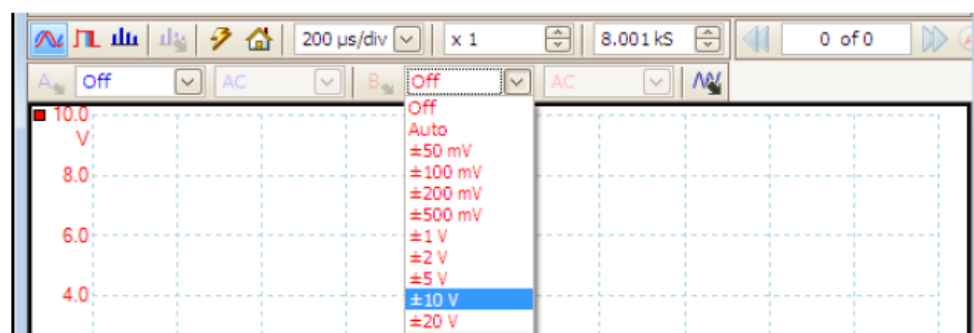 200 µs/div x 1 8.001 kS 0 of 0
A Off AC B Off AC
Off
Auto
±50 mV
±100 mV
±200 mV
±500 mV
±1 V
±2 V
±5 V
±10 V
±20 V
10.0
V
8.0
6.0
4.0